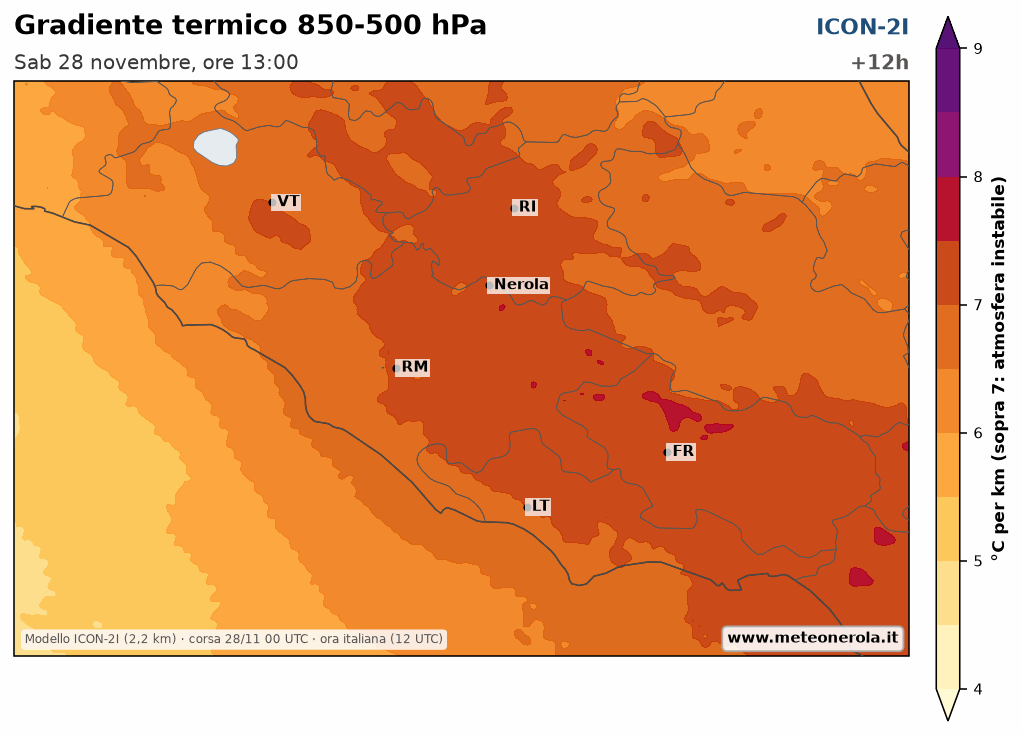 Gradiente termico 850-500 hPa
ICON-2I
Sab 28 novembre, ore 13:00
+12h
VT
RI
Nerola
RM
FR
LT
Modello ICON-2I (2,2 km) · corsa 28/11 00 UTC · ora italiana (12 UTC)
www.meteonerola.it
9
8
7
6
5
4
°C per km (sopra 7: atmosfera instabile)